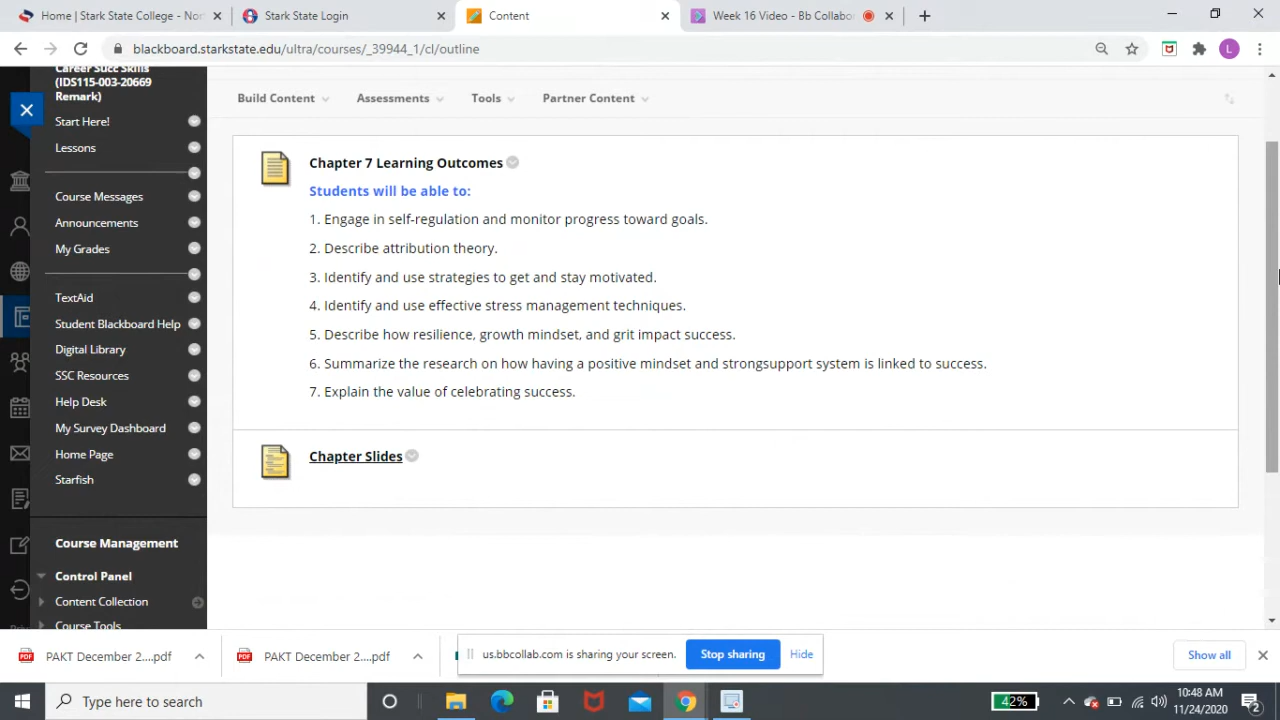 Home | Stark State College - Nor
Stark State Login
Content
Week 16 Video - Bb Collabo
blackboard.starkstate.edu/ultra/courses/_39944_1/cl/outline
L
Career Succ Skills
(IDS115-003-20669
Remark)
Start Here!
Lessons
Course Messages
Announcements
My Grades
TextAid
Student Blackboard Help
Digital Library
SSC Resources
Help Desk
My Survey Dashboard
Home Page
Starfish
Course Management
Control Panel
Content Collection
Course Tools
Build Content
Assessments
Tools
Partner Content
Chapter 7 Learning Outcomes
Students will be able to:
1. Engage in self-regulation and monitor progress toward goals.
2. Describe attribution theory.
3. Identify and use strategies to get and stay motivated.
4. Identify and use effective stress management techniques.
5. Describe how resilience, growth mindset, and grit impact success.
6. Summarize the research on how having a positive mindset and strongsupport system is linked to success.
7. Explain the value of celebrating success.
Chapter Slides
PAKT December 2....pdf
PAKT December 2....pdf
us.bbcollab.com is sharing your screen.
Stop sharing
Hide
Show all
Type here to search
42%
10:48 AM
11/24/2020
2